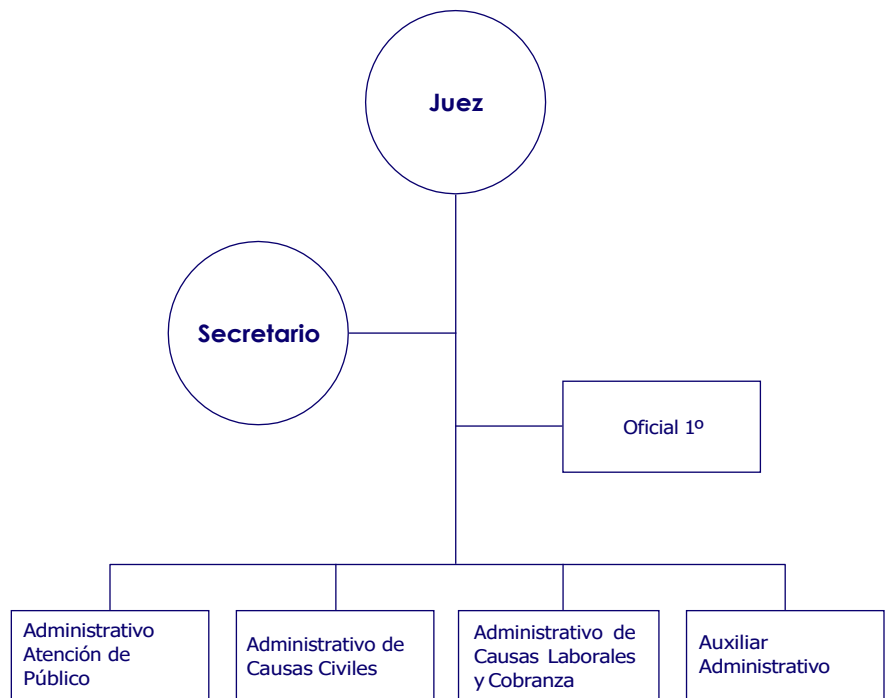 Juez
Secretario
Oficial 1º
Administrativo
Atención de
Público
Administrativo de
Causas Civiles
Administrativo de
Causas Laborales
y Cobranza
Auxiliar
Administrativo